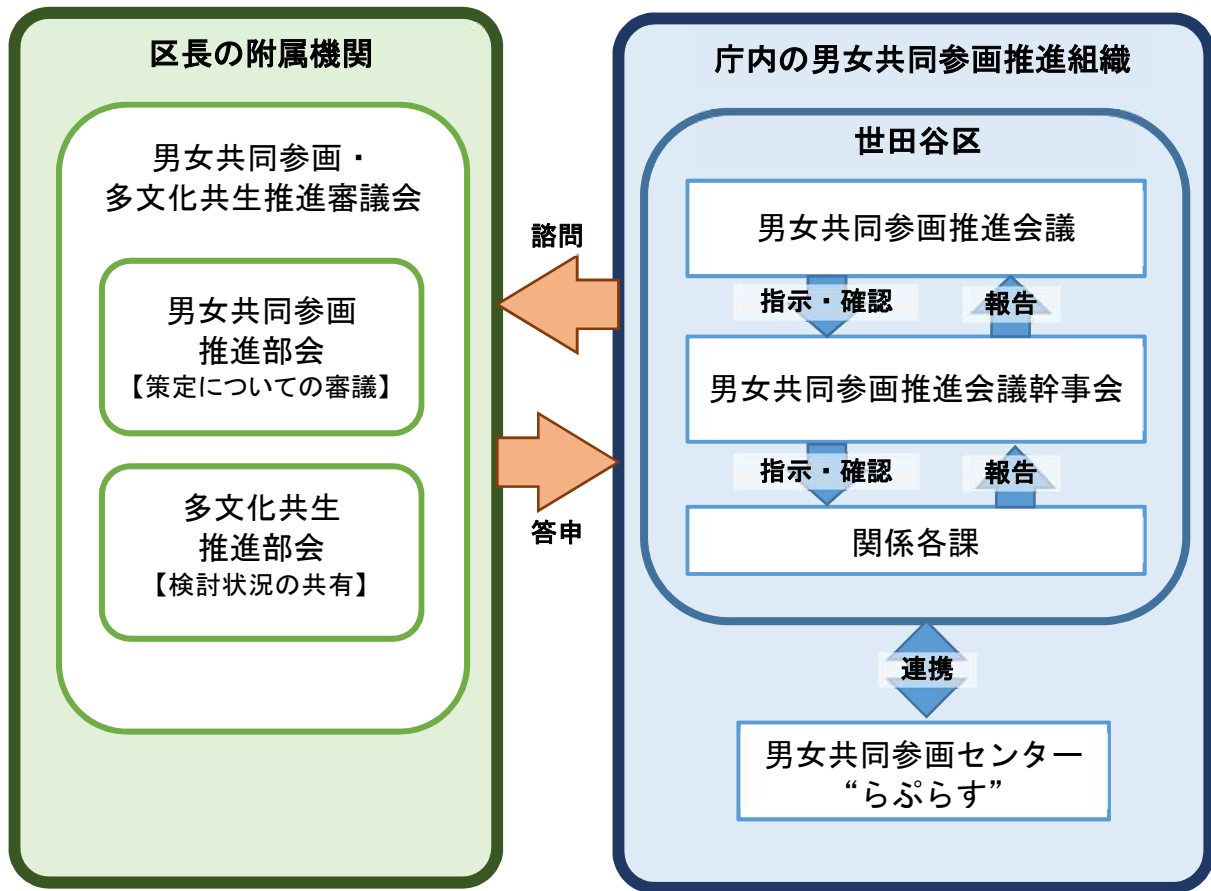 区長の附属機関
男女共同参画・
多文化共生推進審議会
男女共同参画
推進部会
【策定についての審議】
多文化共生
推進部会
【検討状況の共有】
諮問
答申
庁内の男女共同参画推進組織
世田谷区
男女共同参画推進会議
指示・確認
報告
男女共同参画推進会議幹事会
指示・確認
報告
関係各課
連携
男女共同参画センター
“らぷらす”